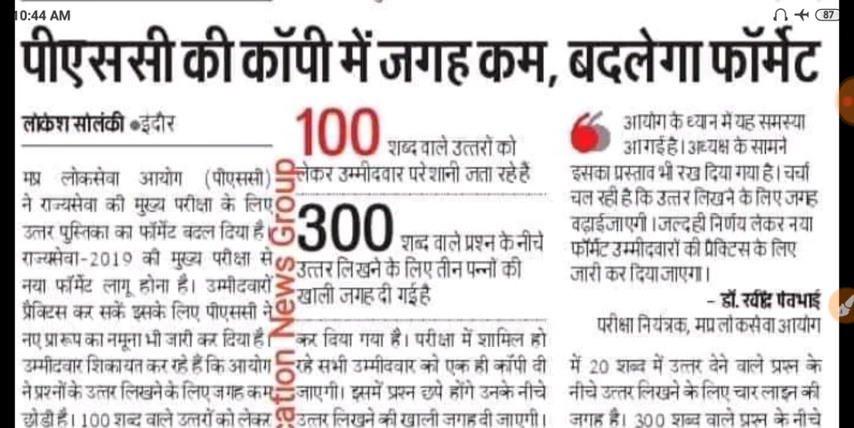 10:44 AM
87
पीएससी की कॉपी में जगह कम, बदलेगा फॉर्मेट
लोकेश सोलंकी ●इंदौर
मप्र लोकसेवा आयोग (पीएससी)
ने राज्यसेवा की मुख्य परीक्षा के लिए
उत्तर पुस्तिका का फॉर्मेट बदल दिया है।
राज्यसेवा-2019 की मुख्य परीक्षा से
नया फॉर्मेट लागू होना है। उम्मीदवारों
प्रैक्टिस कर सकें इसके लिए पीएससी ने
नए प्रारूप का नमूना भी जारी कर दिया है।
उम्मीदवार शिकायत कर रहे हैं कि आयोग
ने प्रश्नों के उत्तर लिखने के लिए जगह कम
छोड़ी है। 100 शब्द वाले उत्तरों को लेकर
cation News Group
100 शब्द वाले उत्तरों को
लेकर उम्मीदवार परेशानी जता रहे हैं
300 शब्द वाले प्रश्न के नीचे
उत्तर लिखने के लिए तीन पन्नों की
खाली जगह दी गई है
कर दिया गया है। परीक्षा में शामिल हो
रहे सभी उम्मीदवार को एक ही कॉपी दी
जाएगी। इसमें प्रश्न छपे होंगे उनके नीचे
उत्तर लिखने की खाली जगह दी जाएगी।
आयोग के ध्यान में यह समस्या
आ गई है। अध्यक्ष के सामने
इसका प्रस्ताव भी रख दिया गया है। चर्चा
चल रही है कि उत्तर लिखने के लिए जगह
बढ़ाई जाएगी। जल्द ही निर्णय लेकर नया
फॉर्मेट उम्मीदवारों की प्रैक्टिस के लिए
जारी कर दिया जाएगा।
- डॉ. रवींद्र पंचभाई
परीक्षा नियंत्रक, मप्र लोकसेवा आयोग
में 20 शब्द में उत्तर देने वाले प्रश्न के
नीचे उत्तर लिखने के लिए चार लाइन की
जगह है। 300 शब्द वाले प्रश्न के नीचे